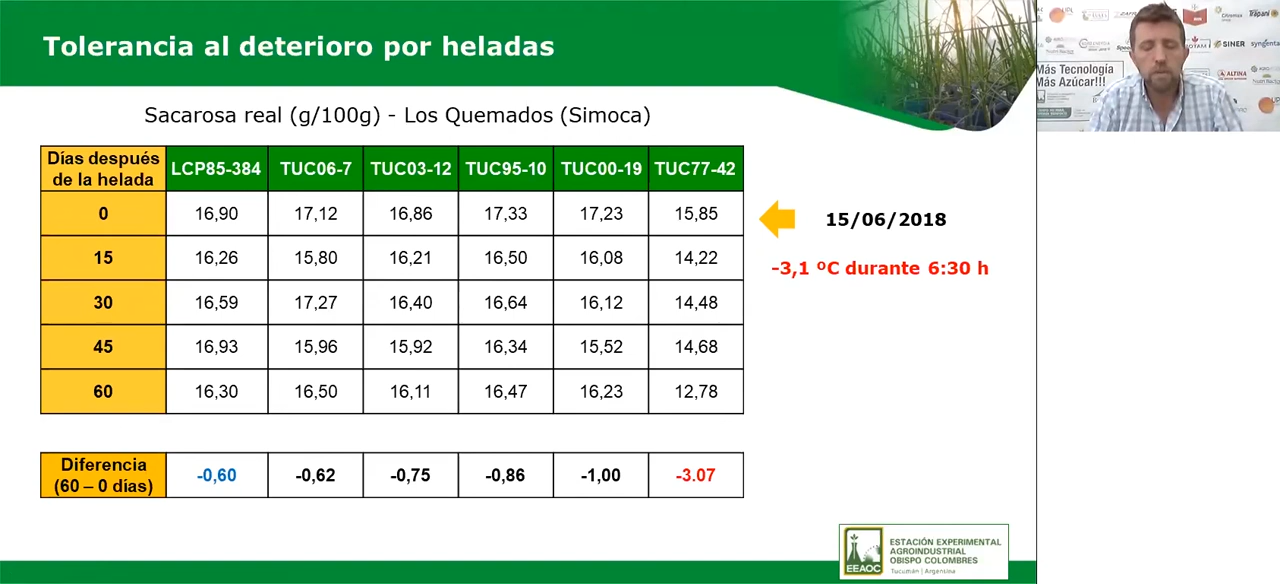 Tolerancia al deterioro por heladas
Sacarosa real (g/100g) - Los Quemados (Simoca)
Días después de la helada LCP85-384 TUC06-7 TUC03-12 TUC95-10 TUC00-19 TUC77-42
0 16,90 17,12 16,86 17,33 17,23 15,85
15 16,26 15,80 16,21 16,50 16,08 14,22
30 16,59 17,27 16,40 16,64 16,12 14,48
45 16,93 15,96 15,92 16,34 15,52 14,68
60 16,30 16,50 16,11 16,47 16,23 12,78
Diferencia (60 – 0 días) -0,60 -0,62 -0,75 -0,86 -1,00 -3.07
15/06/2018
-3,1 ºC durante 6:30 h
EEAOC
ESTACIÓN EXPERIMENTAL
AGROINDUSTRIAL
OBISPO COLOMBRES
Tucumán | Argentina
Más Tecnología
Más Azúcar!!!
Trapani
SINER
syngenta
ALTINA